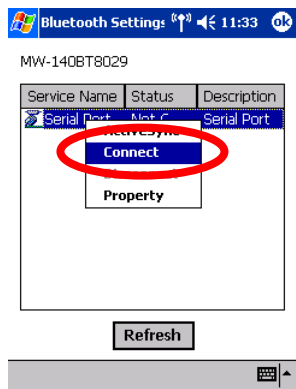 Bluetooth Settings 11:33 ok
MW-140BT8029
Service Name Status Description
Serial Port Not C Serial Port
Connect
Property
Refresh